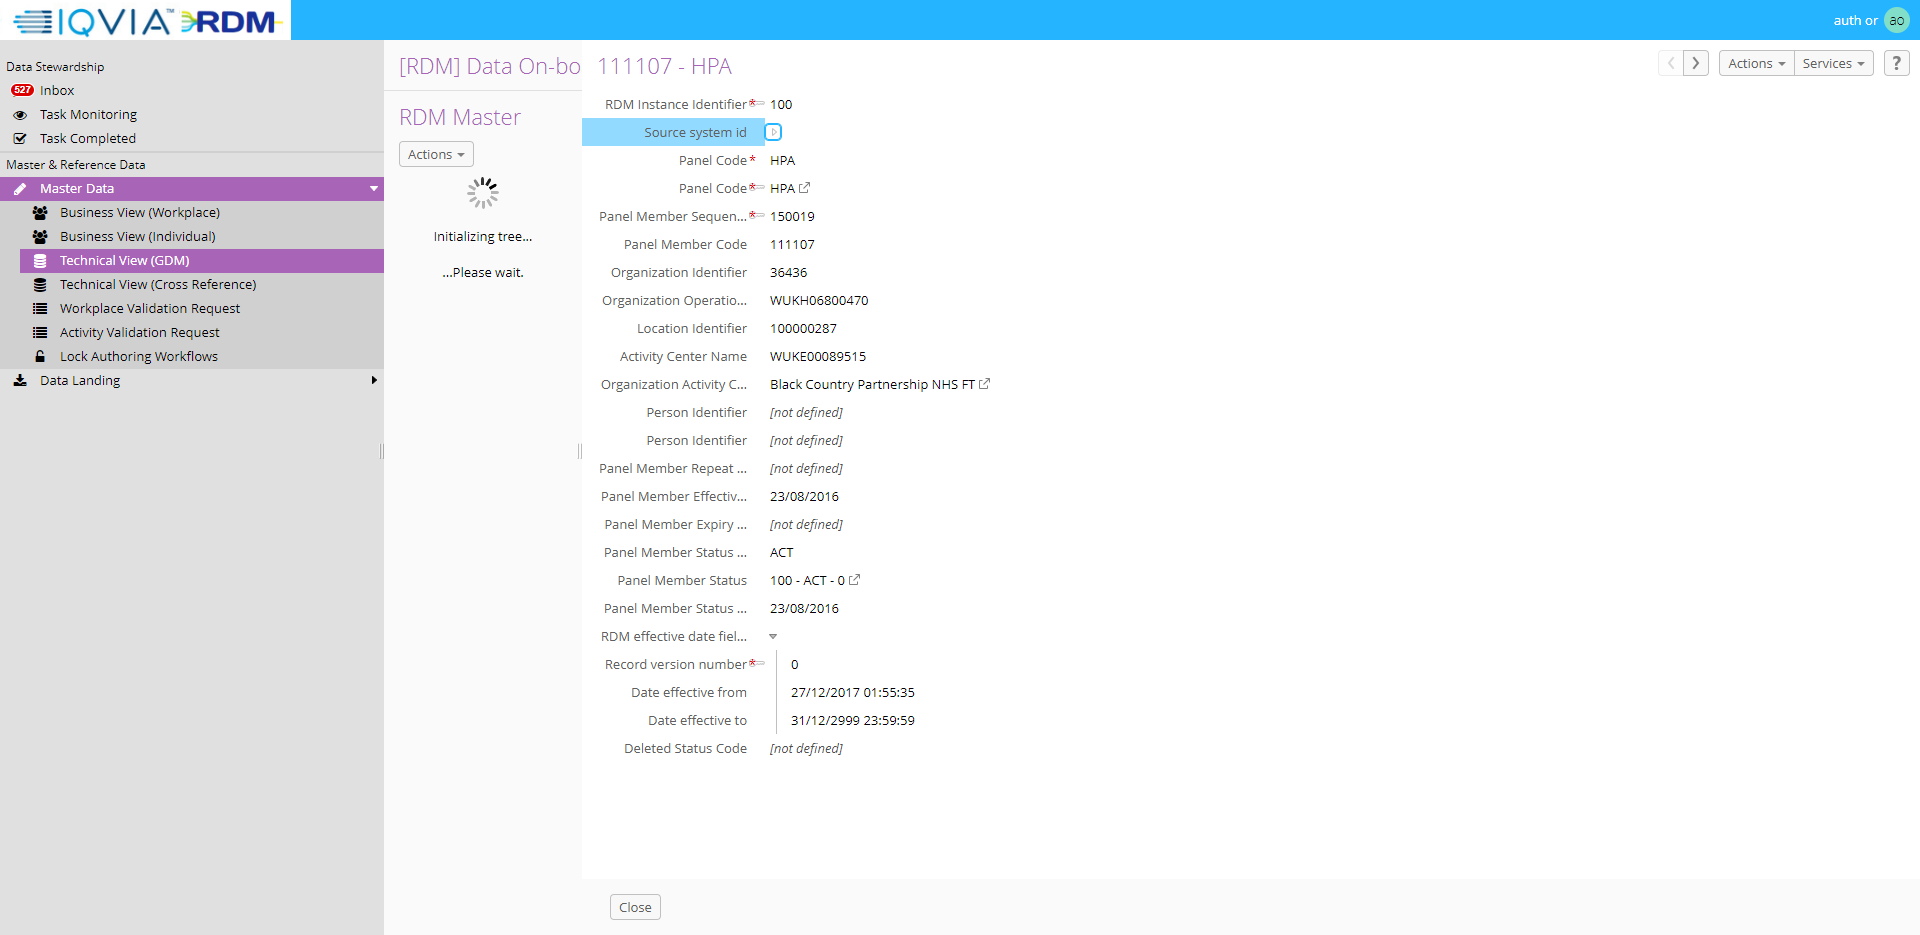 IQVIA™ RDM
auth or ao
Data Stewardship
527 Inbox
Task Monitoring
Task Completed
Master & Reference Data
Master Data
Business View (Workplace)
Business View (Individual)
Technical View (GDM)
Technical View (Cross Reference)
Workplace Validation Request
Activity Validation Request
Lock Authoring Workflows
Data Landing
[RDM] Data On-bo
RDM Master
Actions
Initializing tree...
...Please wait.
111107 - HPA
Actions Services ?
RDM Instance Identifier* 100
Source system id
Panel Code* HPA
Panel Code* HPA
Panel Member Sequen...* 150019
Panel Member Code 111107
Organization Identifier 36436
Organization Operatio... WUKH06800470
Location Identifier 100000287
Activity Center Name WUKE00089515
Organization Activity C... Black Country Partnership NHS FT
Person Identifier [not defined]
Person Identifier [not defined]
Panel Member Repeat ... [not defined]
Panel Member Effectiv... 23/08/2016
Panel Member Expiry ... [not defined]
Panel Member Status ... ACT
Panel Member Status 100 - ACT - 0
Panel Member Status ... 23/08/2016
RDM effective date fiel...
Record version number* 0
Date effective from 27/12/2017 01:55:35
Date effective to 31/12/2999 23:59:59
Deleted Status Code [not defined]
Close